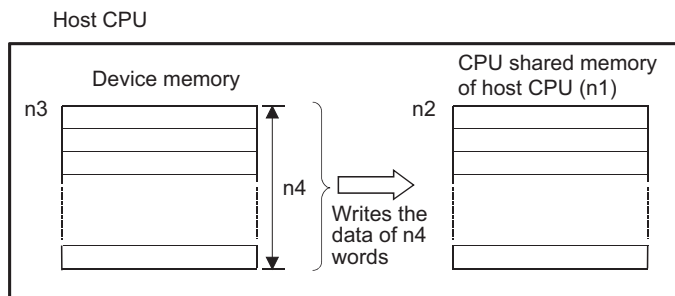 Host CPU
Device memory
CPU shared memory
of host CPU (n1)
n3
n2
n4
Writes the
data of n4
words